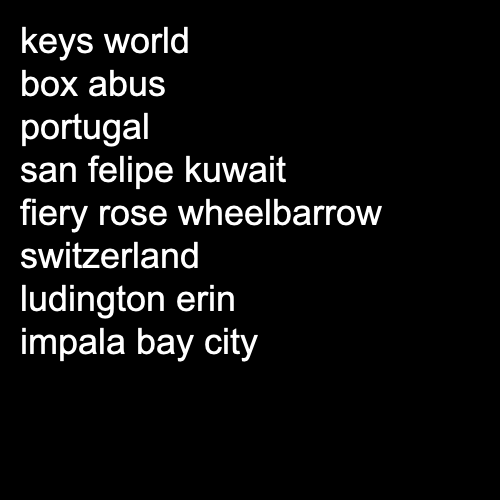 keys world
box abus
portugal
san felipe kuwait
fiery rose wheelbarrow
switzerland
ludington erin
impala bay city